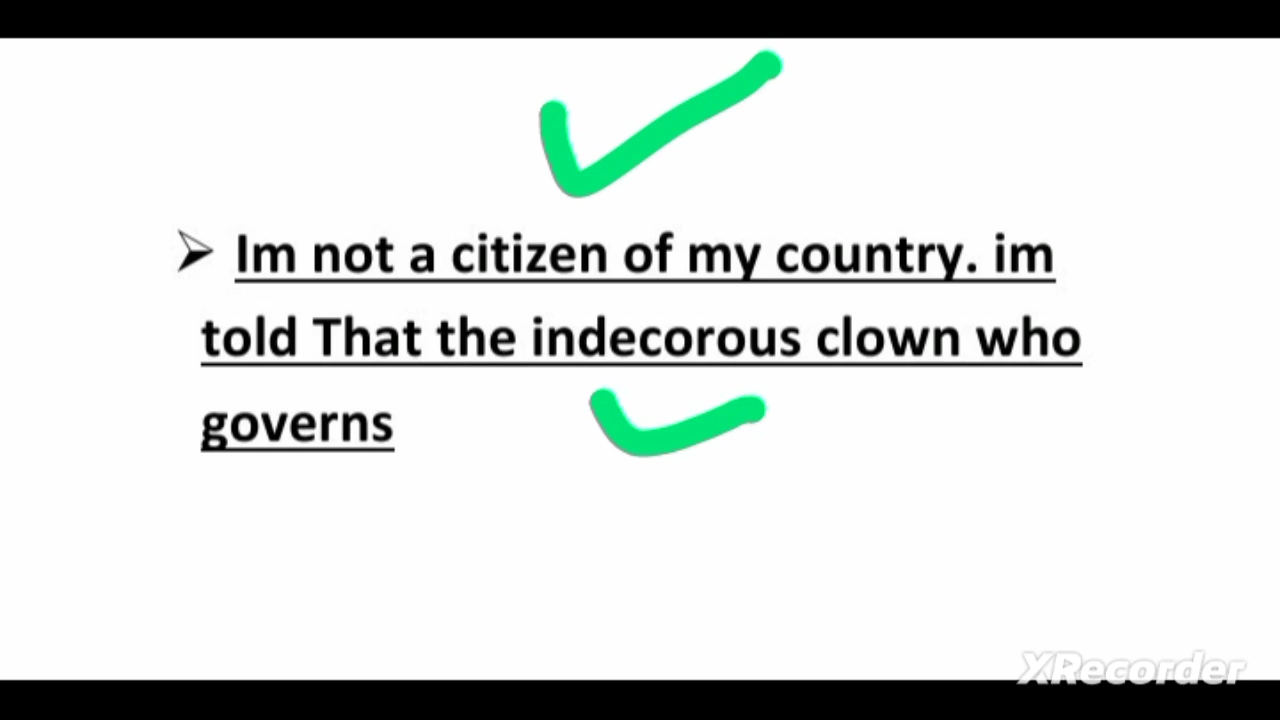 ➢ Im not a citizen of my country. im
told That the indecorous clown who
governs
XRecorder